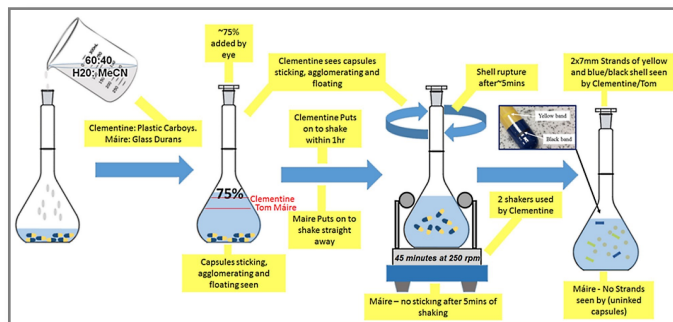 60:40
H20: MeCN
Clementine: Plastic Carboys.
Máire: Glass Durans
~75%
added by
eye
75%
Clementine
Tom Máire
Capsules sticking,
agglomerating and
floating seen
Clementine sees capsules
sticking, agglomerating and
floating
Clementine Puts
on to shake
within 1hr
Maire Puts on to
shake straight
away
Shell rupture
after~5mins
45 minutes at 250 rpm
2 shakers used
by Clementine
Máire – no sticking after 5mins of
shaking
2x7mm Strands of yellow
and blue/black shell seen
by Clementine/Tom
Yellow band
Black band
Máire - No Strands
seen by (uninked
capsules)